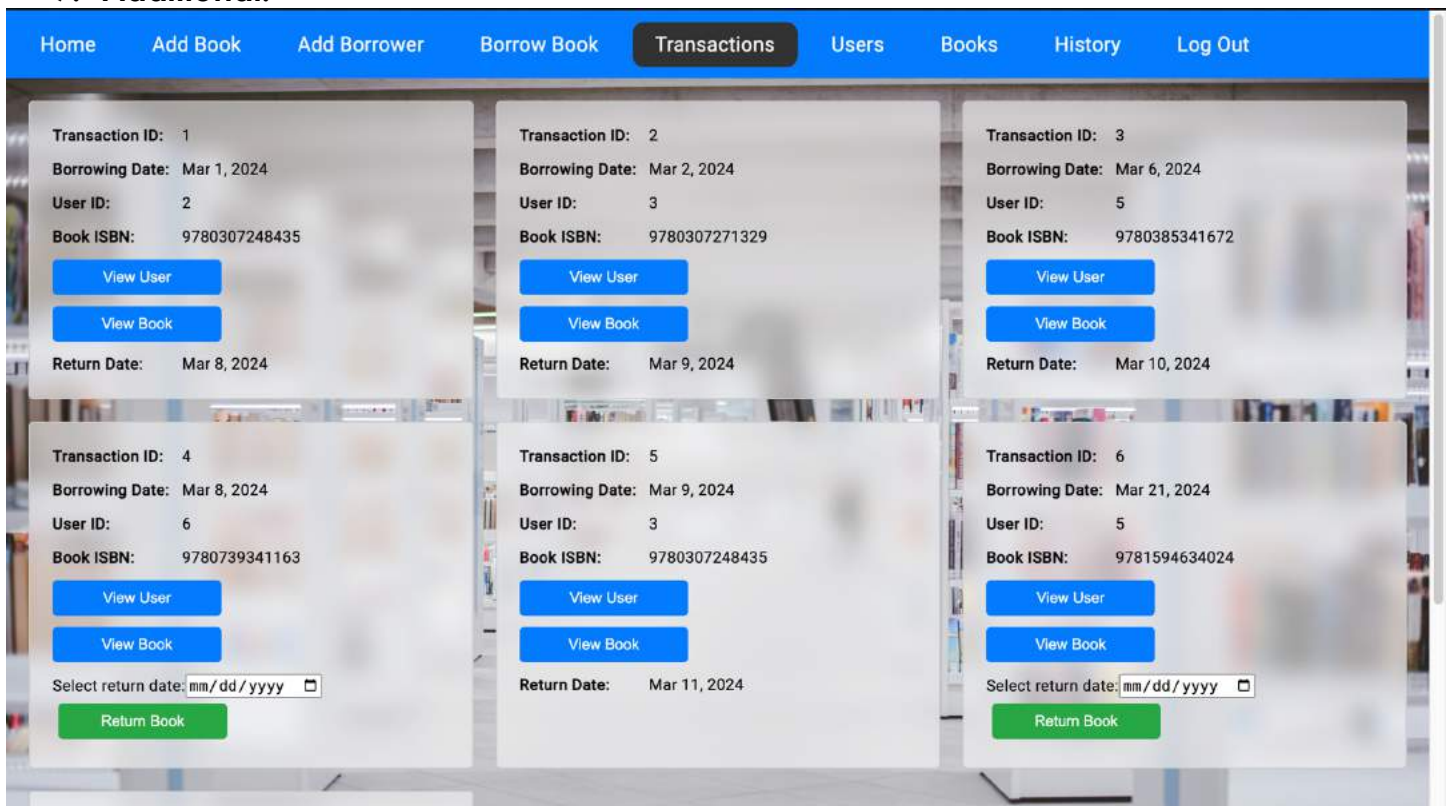 Home Add Book Add Borrower Borrow Book Transactions Users Books History Log Out
Transaction ID: 1
Borrowing Date: Mar 1, 2024
User ID: 2
Book ISBN: 9780307248435
View User
View Book
Return Date: Mar 8, 2024
Transaction ID: 2
Borrowing Date: Mar 2, 2024
User ID: 3
Book ISBN: 9780307271329
View User
View Book
Return Date: Mar 9, 2024
Transaction ID: 3
Borrowing Date: Mar 6, 2024
User ID: 5
Book ISBN: 9780385341672
View User
View Book
Return Date: Mar 10, 2024
Transaction ID: 4
Borrowing Date: Mar 8, 2024
User ID: 6
Book ISBN: 9780739341163
View User
View Book
Select return date: mm/dd/yyyy
Return Book
Transaction ID: 5
Borrowing Date: Mar 9, 2024
User ID: 3
Book ISBN: 9780307248435
View User
View Book
Return Date: Mar 11, 2024
Transaction ID: 6
Borrowing Date: Mar 21, 2024
User ID: 5
Book ISBN: 9781594634024
View User
View Book
Select return date: mm/dd/yyyy
Return Book